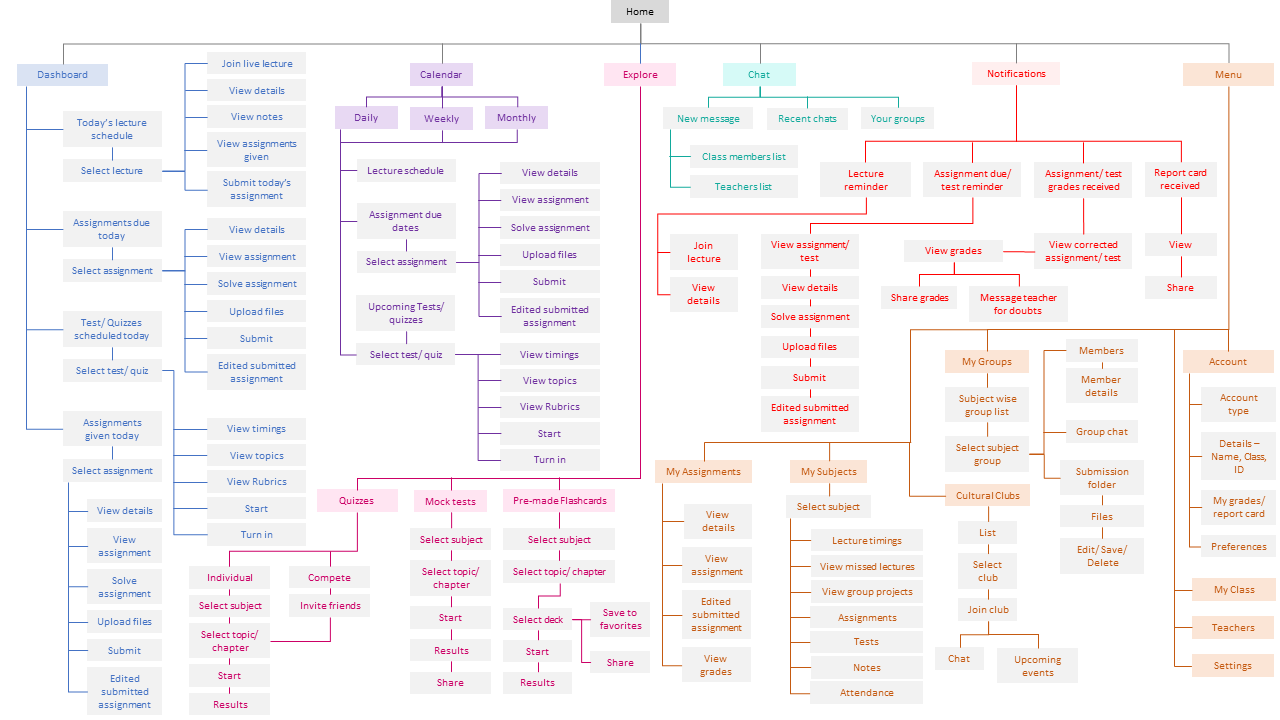 Home
Dashboard
Today's lecture
schedule
Select lecture
Join live lecture
View details
View notes
View assignments
given
Submit today's
assignment
Assignments due
today
Select assignment
View details
View assignment
Solve assignment
Upload files
Submit
Edited submitted
assignment
Test/ Quizzes
scheduled today
Select test/ quiz
View timings
View topics
View Rubrics
Start
Turn in
Assignments
given today
Select assignment
View details
View
assignment
Solve
assignment
Upload files
Submit
Edited
submitted
assignment
Calendar
Daily
Weekly
Monthly
Lecture schedule
Assignment due
dates
Select assignment
View details
View assignment
Solve assignment
Upload files
Submit
Edited submitted
assignment
Upcoming Tests/
quizzes
Select test/ quiz
View timings
View topics
View Rubrics
Start
Turn in
Explore
Quizzes
Individual
Select subject
Select topic/
chapter
Start
Results
Compete
Invite friends
Mock tests
Select subject
Select topic/
chapter
Start
Results
Share
Pre-made Flashcards
Select subject
Select topic/ chapter
Select deck
Start
Results
Save to
favorites
Share
Chat
New message
Class members list
Teachers list
Recent chats
Your groups
Notifications
Lecture
reminder
Join
lecture
View
details
Assignment due/
test reminder
View assignment/
test
View details
Solve assignment
Upload files
Submit
Edited submitted
assignment
Assignment/ test
grades received
View corrected
assignment/ test
View grades
Share grades
Message teacher
for doubts
Report card
received
View
Share
Menu
My Assignments
View
details
View
assignment
Edited
submitted
assignment
View
grades
My Subjects
Select subject
Lecture timings
View missed lectures
View group projects
Assignments
Tests
Notes
Attendance
My Groups
Subject wise
group list
Select subject
group
Members
Member
details
Group chat
Submission
folder
Files
Edit/ Save/
Delete
Cultural Clubs
List
Select
club
Join club
Chat
Upcoming
events
Account
Account
type
Details –
Name, Class,
ID
My grades/
report card
Preferences
My Class
Teachers
Settings